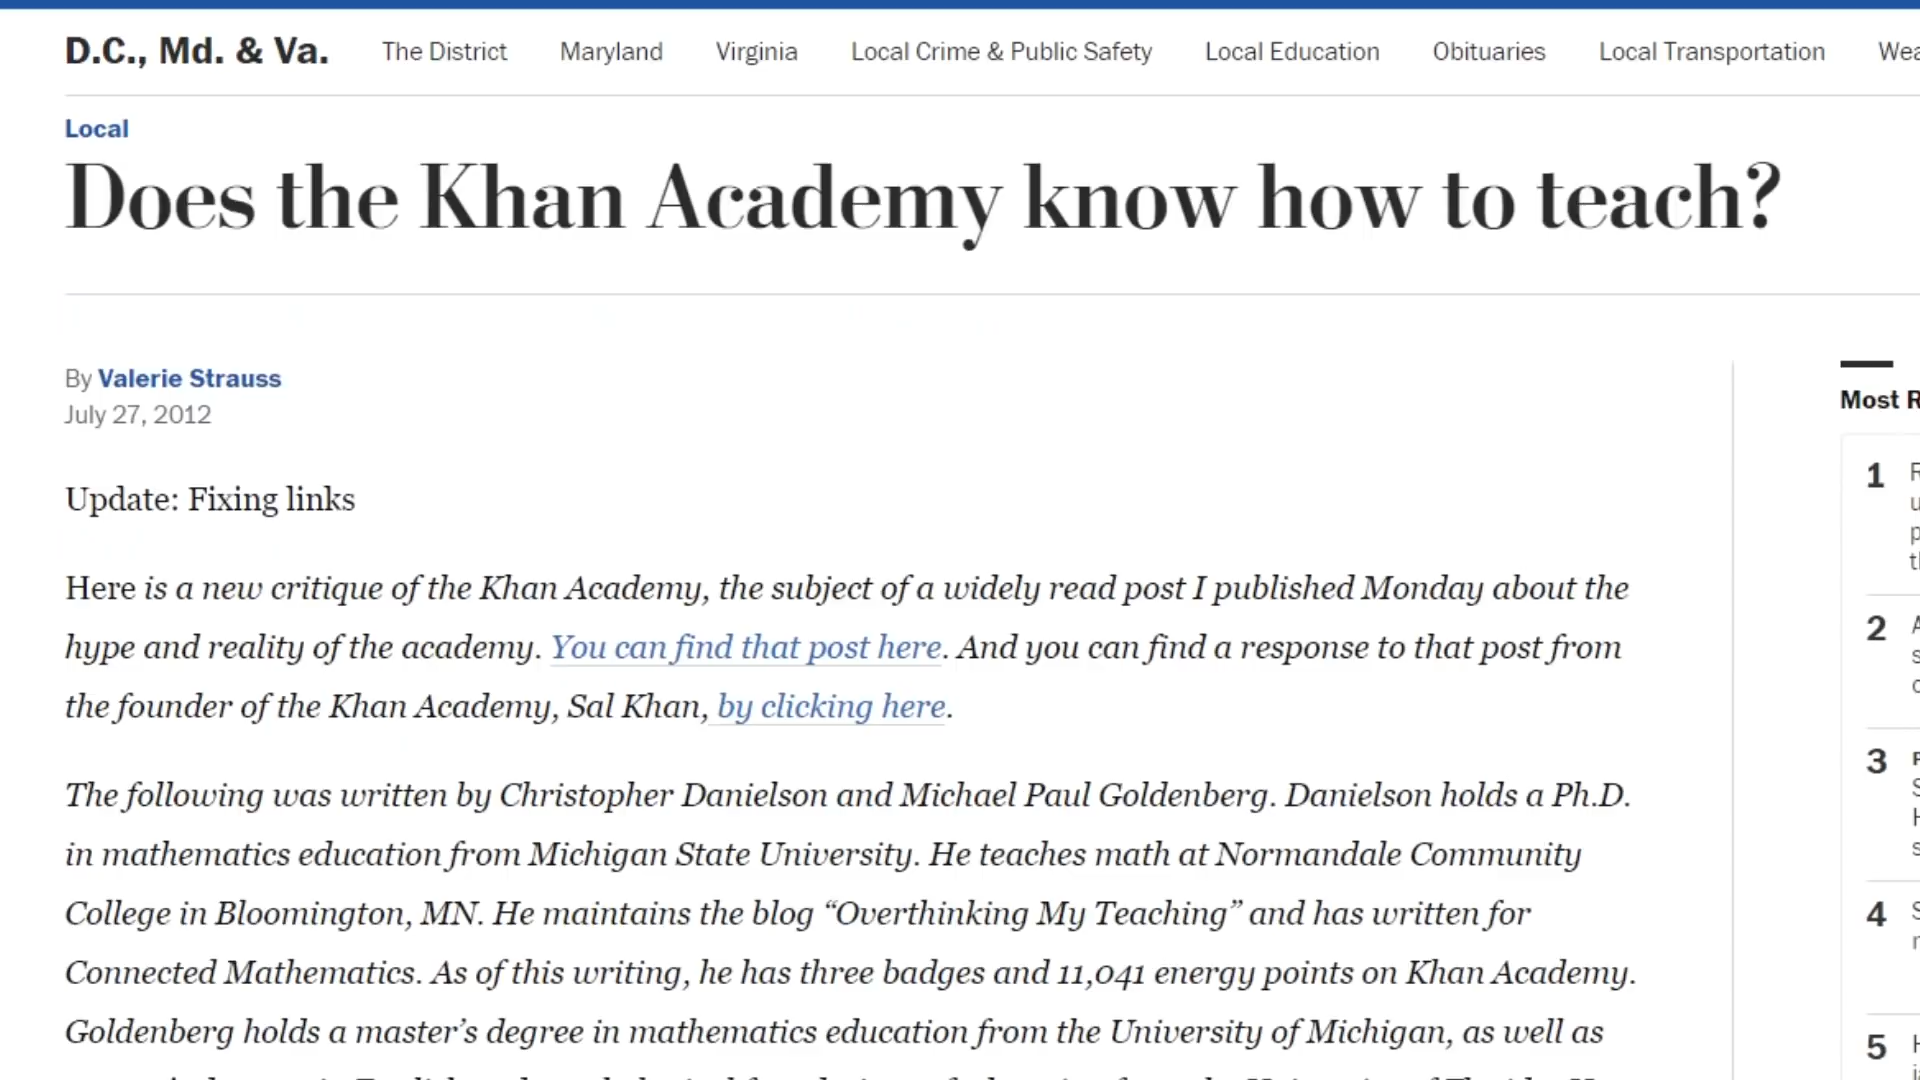 D.C., Md. & Va. The District Maryland Virginia Local Crime & Public Safety Local Education Obituaries Local Transportation
Local
Does the Khan Academy know how to teach?
By Valerie Strauss
July 27, 2012
Most
Update: Fixing links
1
Here is a new critique of the Khan Academy, the subject of a widely read post I published Monday about the
hype and reality of the academy. You can find that post here. And you can find a response to that post from
the founder of the Khan Academy, Sal Khan, by clicking here.
2
3
The following was written by Christopher Danielson and Michael Paul Goldenberg. Danielson holds a Ph.D.
in mathematics education from Michigan State University. He teaches math at Normandale Community
College in Bloomington, MN. He maintains the blog “Overthinking My Teaching” and has written for
4
Connected Mathematics. As of this writing, he has three badges and 11,041 energy points on Khan Academy.
Goldenberg holds a master’s degree in mathematics education from the University of Michigan, as well as
5